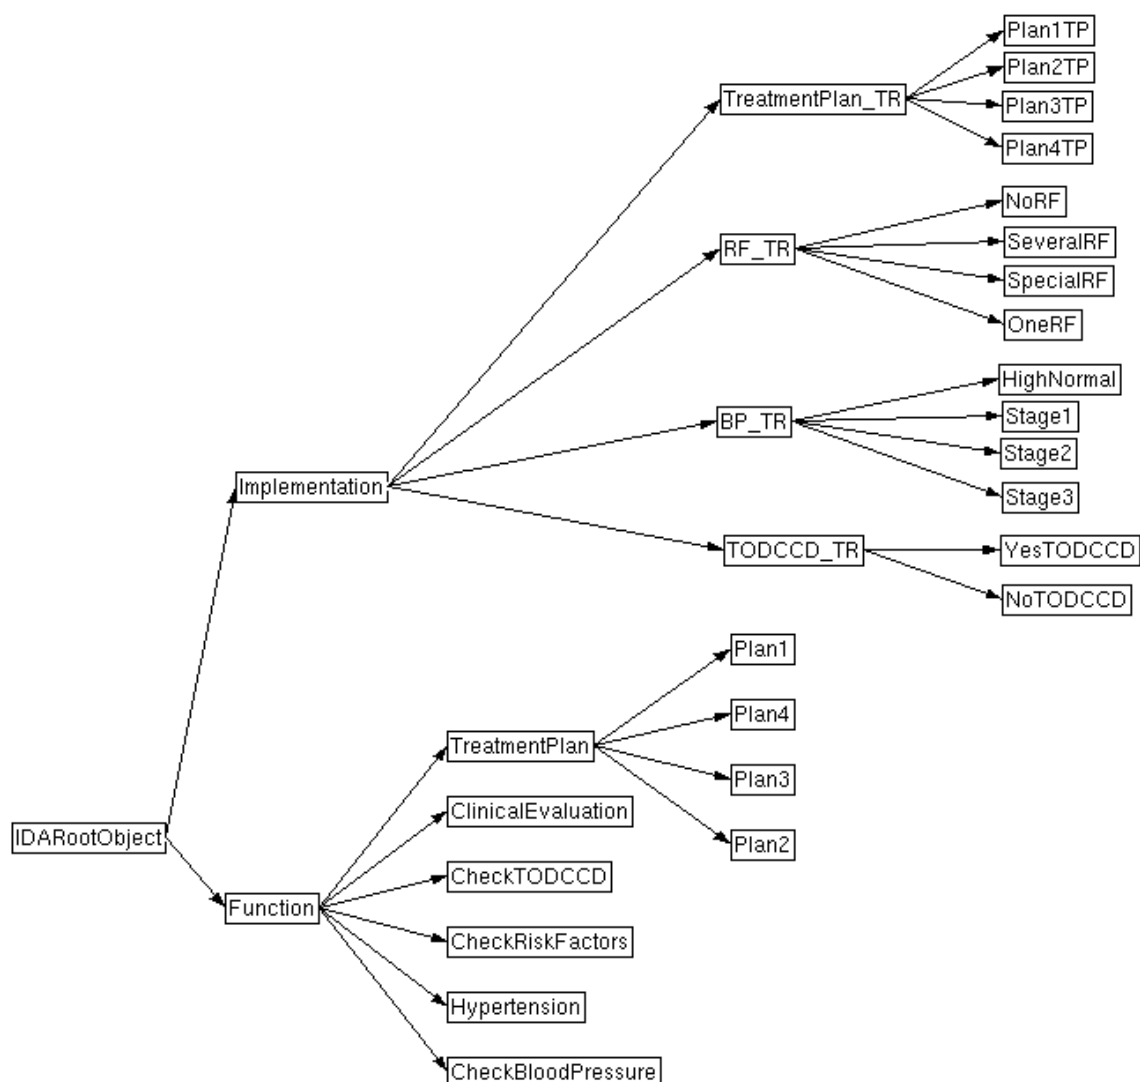 Plan1TP
Plan2TP
TreatmentPlan_TR
Plan3TP
Plan4TP
NoRF
SeveralRF
RF_TR
SpecialRF
OneRF
HighNormal
Stage1
BP_TR
Stage2
Implementation
Stage3
TODCCD_TR
YesTODCCD
NoTODCCD
Plan1
Plan4
TreatmentPlan
Plan3
ClinicalEvaluation
IDARootObject
Plan2
CheckTODCCD
Function
CheckRiskFactors
Hypertension
CheckBloodPressure